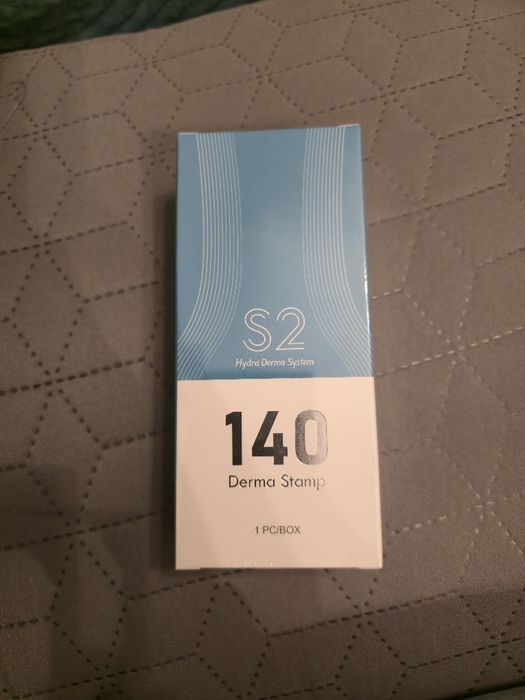 S2
Hydra Derma System
140
Derma Stamp
1 PC/BOX